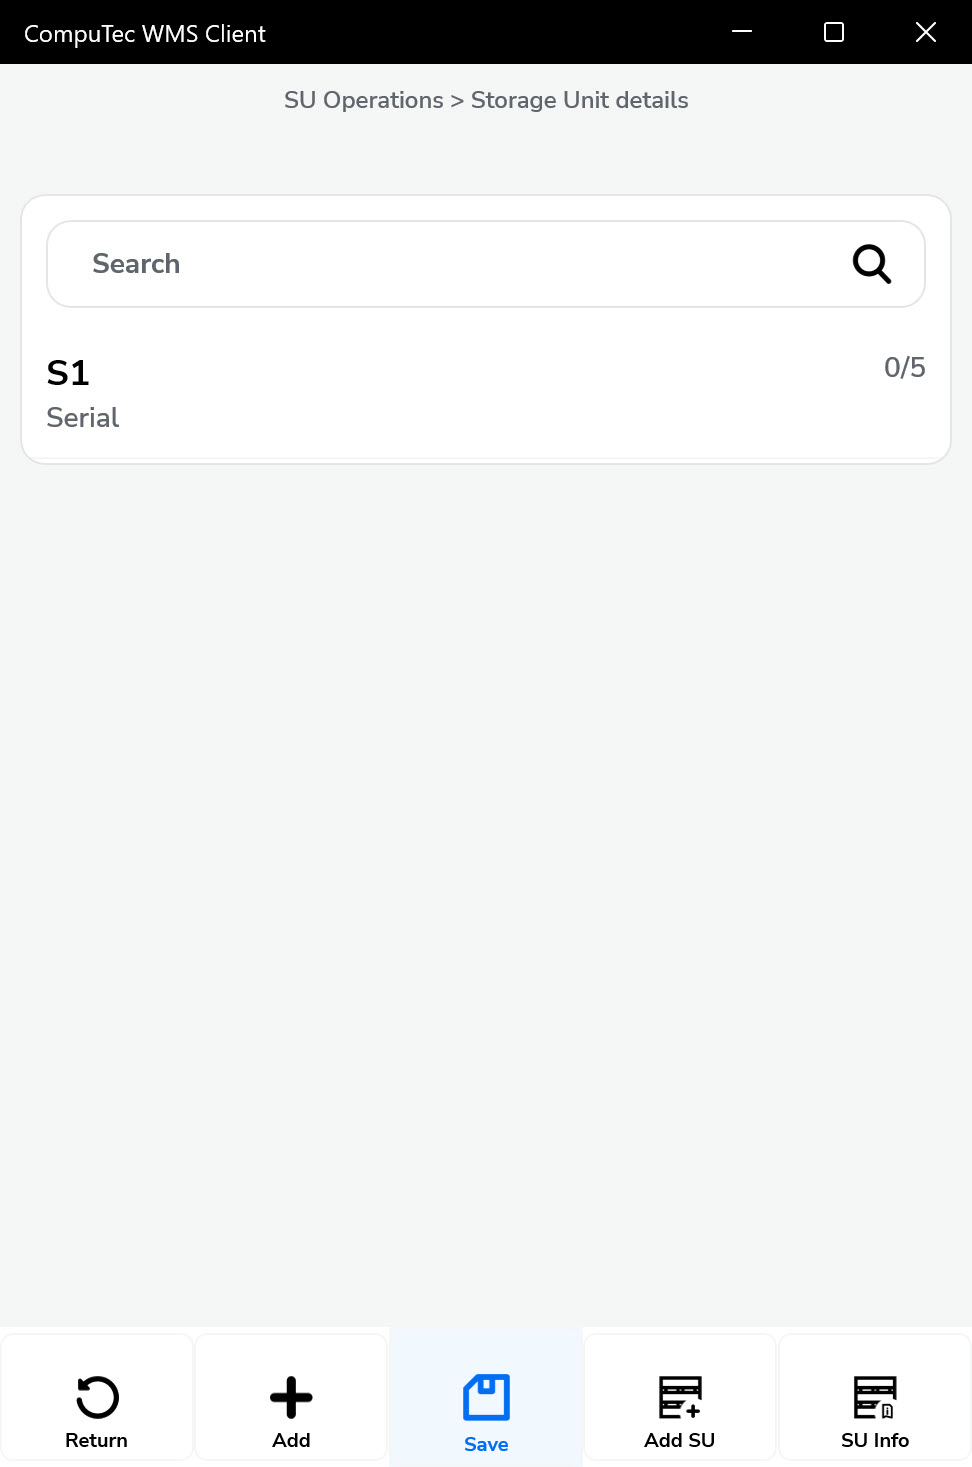 CompuTec WMS Client
SU Operations > Storage Unit details
Search
S1
0/5
Serial
Return
Add
Save
Add SU
SU Info